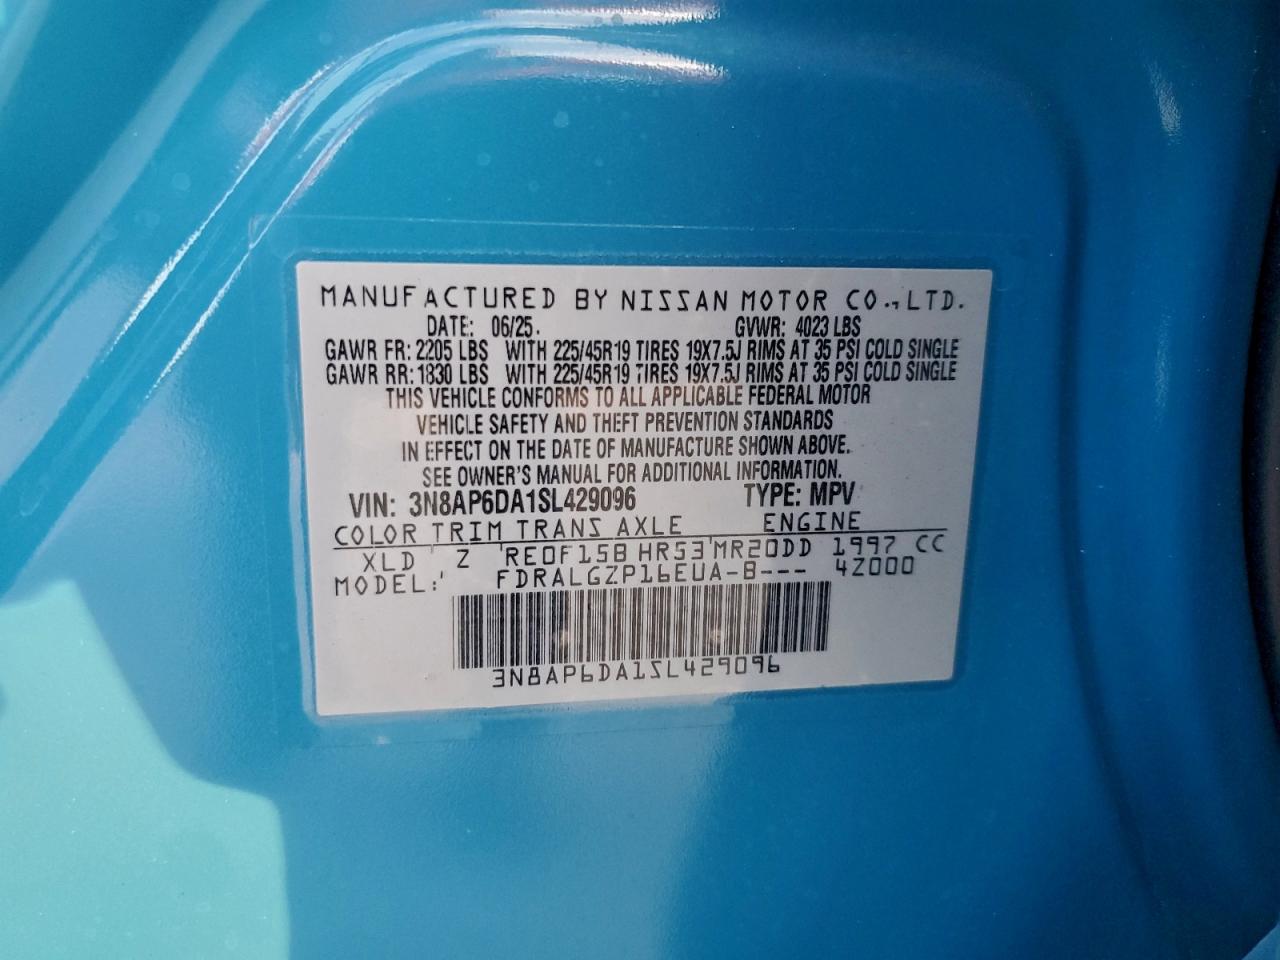 MANUFACTURED BY NISSAN MOTOR CO., LTD.
DATE: 06/25. GVWR: 4023 LBS
GAWR FR: 2205 LBS WITH 225/45R19 TIRES 19X7.5J RIMS AT 35 PSI COLD SINGLE
GAWR RR: 1830 LBS WITH 225/45R19 TIRES 19X7.5J RIMS AT 35 PSI COLD SINGLE
THIS VEHICLE CONFORMS TO ALL APPLICABLE FEDERAL MOTOR
VEHICLE SAFETY AND THEFT PREVENTION STANDARDS
IN EFFECT ON THE DATE OF MANUFACTURE SHOWN ABOVE.
SEE OWNER'S MANUAL FOR ADDITIONAL INFORMATION.
VIN: 3N8AP6DA1SL429096 TYPE: MPV
COLOR TRIM TRANS AXLE ENGINE
XLD Z RE0F15B HR53 MR20DD 1997 CC
MODEL: FDRALGZP16EUA-B--- 4Z000
3N8AP6DA1SL429096